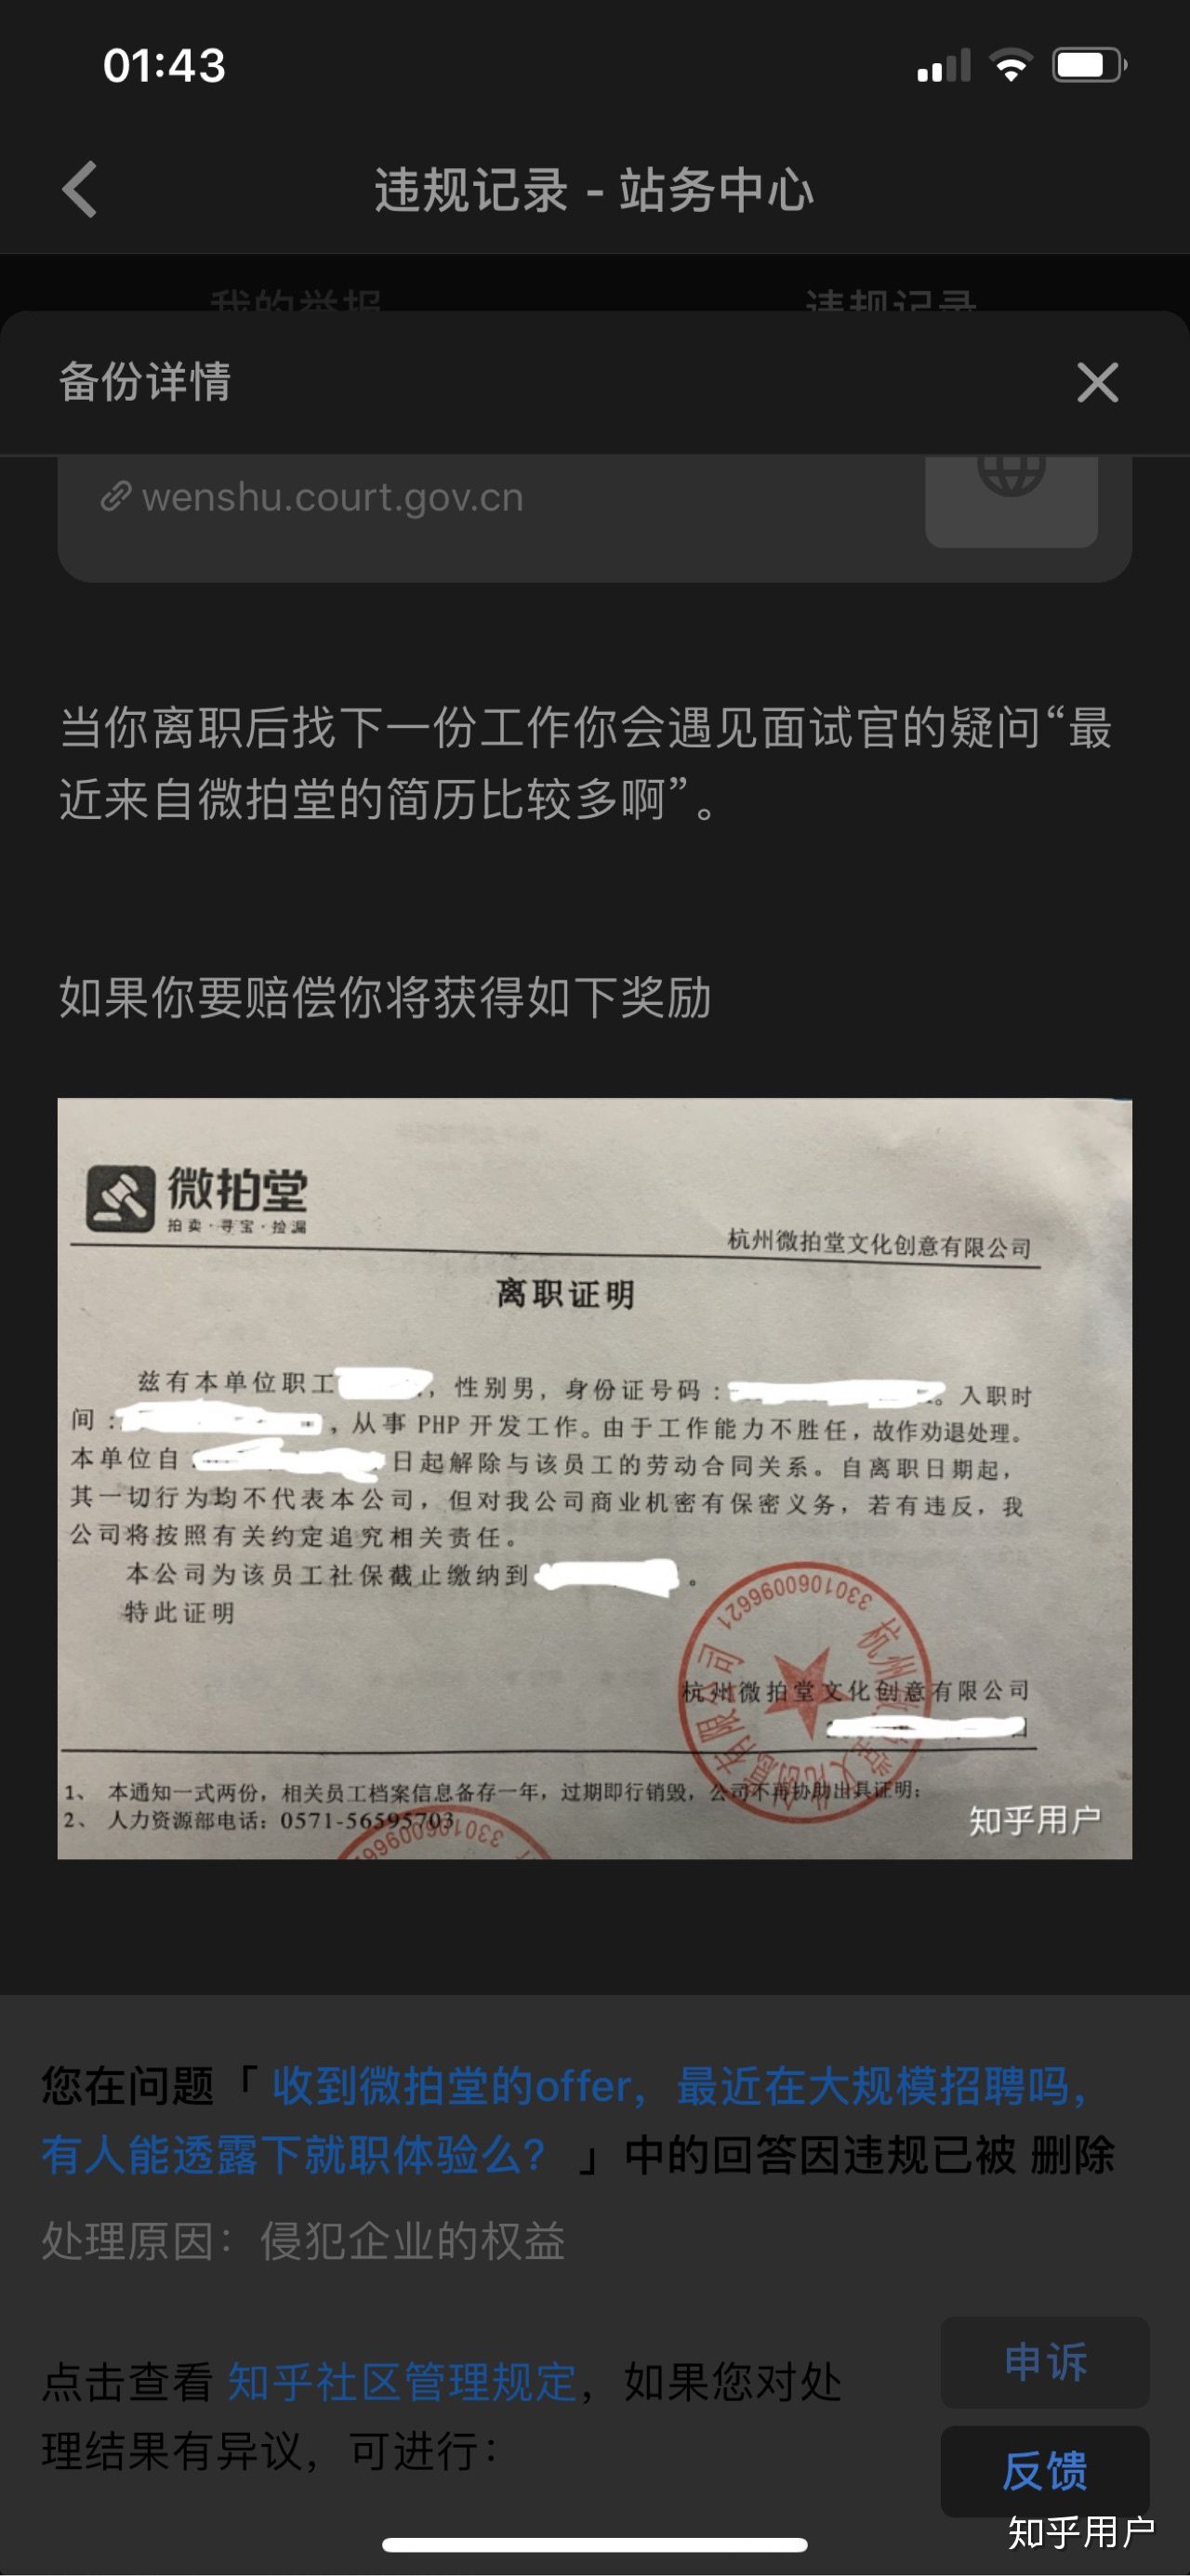 01:43
违规记录 - 站务中心
我的举报
违规记录
备份详情
wenshu.court.gov.cn
当你离职后找下一份工作你会遇见面试官的疑问“最
近来自微拍堂的简历比较多啊”。
如果你要赔偿你将获得如下奖励
微拍堂
拍卖·寻宝·捡漏
杭州微拍堂文化创意有限公司
离职证明
兹有本单位职工 ，性别男，身份证号码： 。入职时
间： ，从事 PHP 开发工作。由于工作能力不胜任，故作劝退处理。
本单位自 日起解除与该员工的劳动合同关系。自离职日期起，
其一切行为均不代表本公司，但对我公司商业机密有保密义务，若有违反，我
公司将按照有关约定追究相关责任。
本公司为该员工社保截止缴纳到 。
特此证明
杭州微拍堂文化创意有限公司
日
3301060099621
1、 本通知一式两份，相关员工档案信息备存一年，过期即行销毁，公司不再协助出具证明；
2、 人力资源部电话：0571-56595703
知乎用户
您在问题「 收到微拍堂的offer，最近在大规模招聘吗，
有人能透露下就职体验么？ 」中的回答因违规已被 删除
处理原因：侵犯企业的权益
点击查看 知乎社区管理规定，如果您对处
理结果有异议，可进行：
申诉
反馈
知乎用户